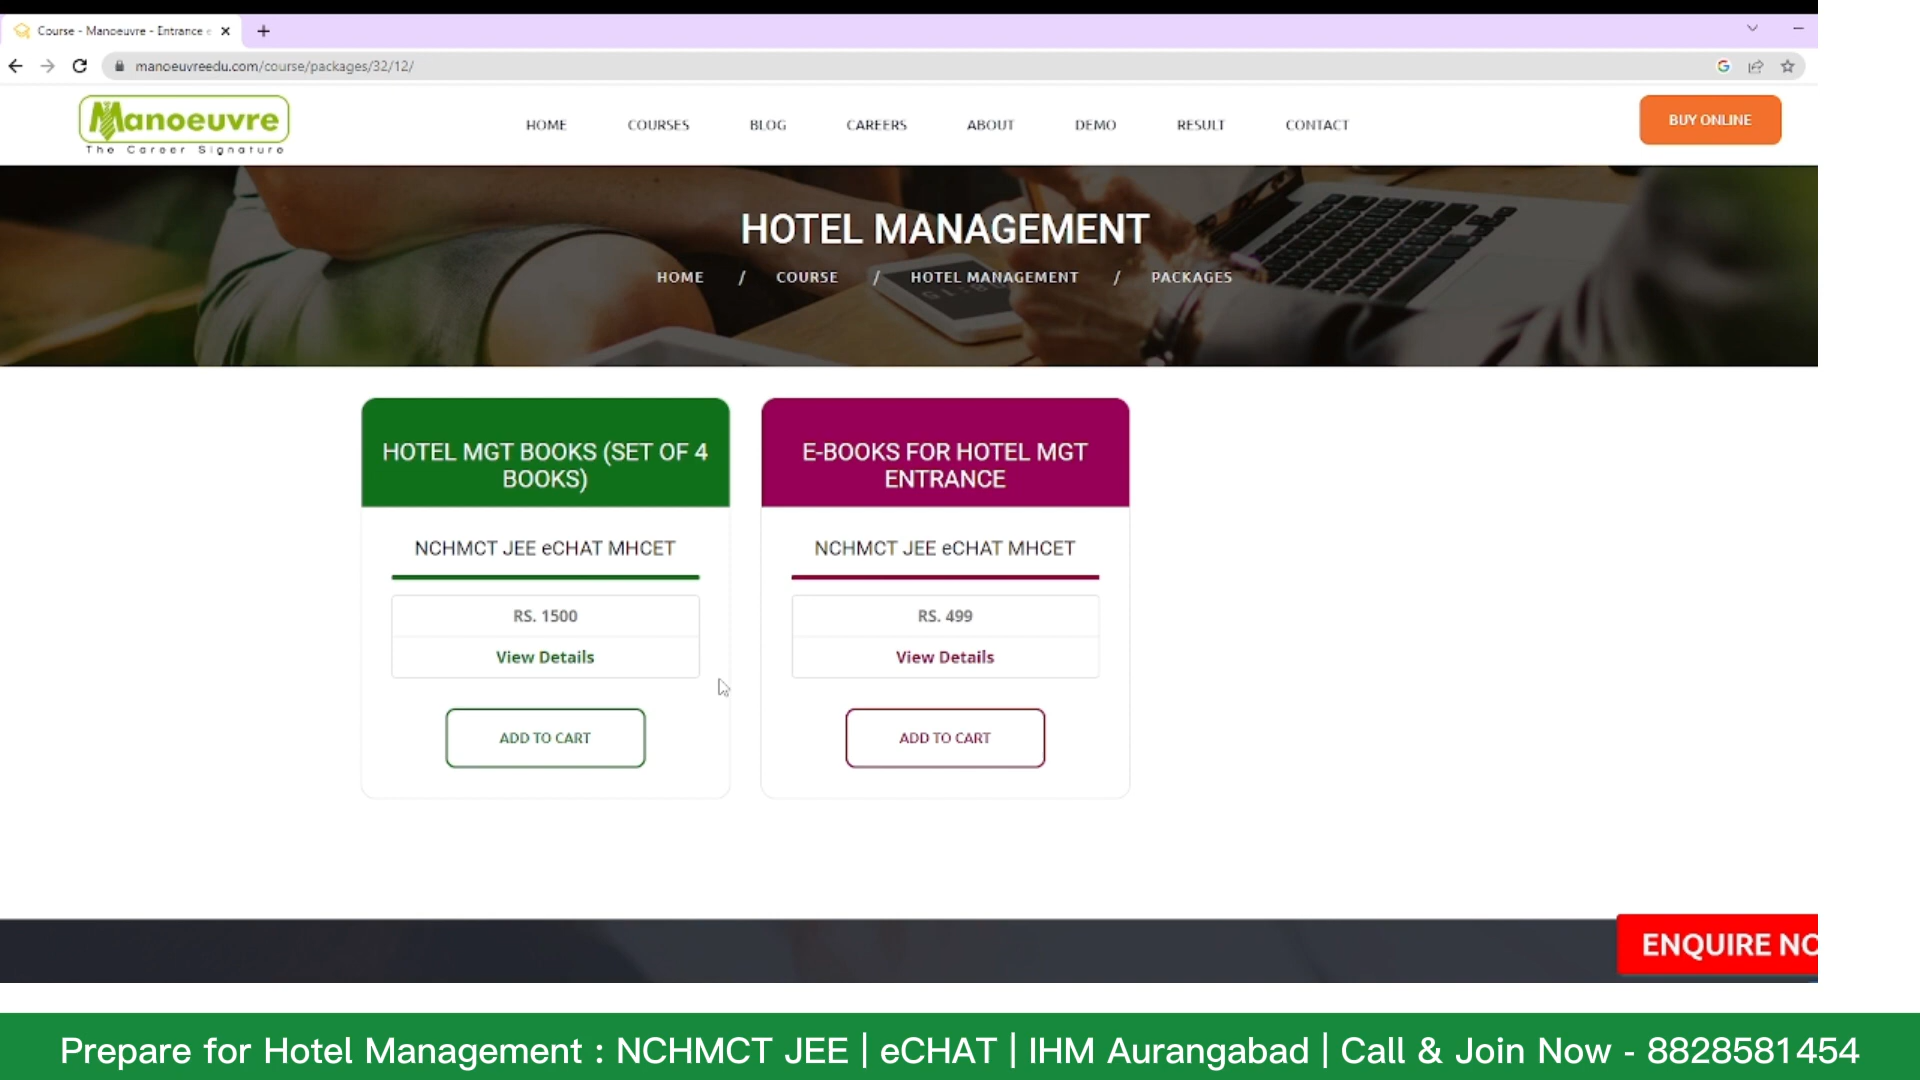 Course - Manoeuvre - Entrance e
manoeuvreedu.com/course/packages/32/12/
Manoeuvre
The Career Signature
HOME COURSES BLOG CAREERS ABOUT DEMO RESULT CONTACT
BUY ONLINE
HOTEL MANAGEMENT
HOME / COURSE / HOTEL MANAGEMENT / PACKAGES
HOTEL MGT BOOKS (SET OF 4
BOOKS)
NCHMCT JEE eCHAT MHCET
RS. 1500
View Details
ADD TO CART
E-BOOKS FOR HOTEL MGT
ENTRANCE
NCHMCT JEE eCHAT MHCET
RS. 499
View Details
ADD TO CART
ENQUIRE NO
Prepare for Hotel Management : NCHMCT JEE | eCHAT | IHM Aurangabad | Call & Join Now - 8828581454